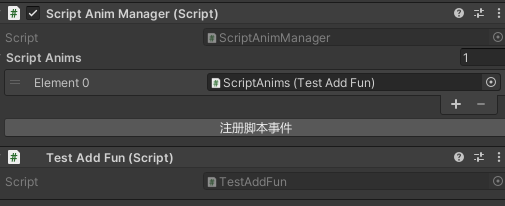 Script Anim Manager (Script)
Script ScriptAnimManager
Script Anims 1
Element 0 ScriptAnims (Test Add Fun)
注册脚本事件
Test Add Fun (Script)
Script TestAddFun